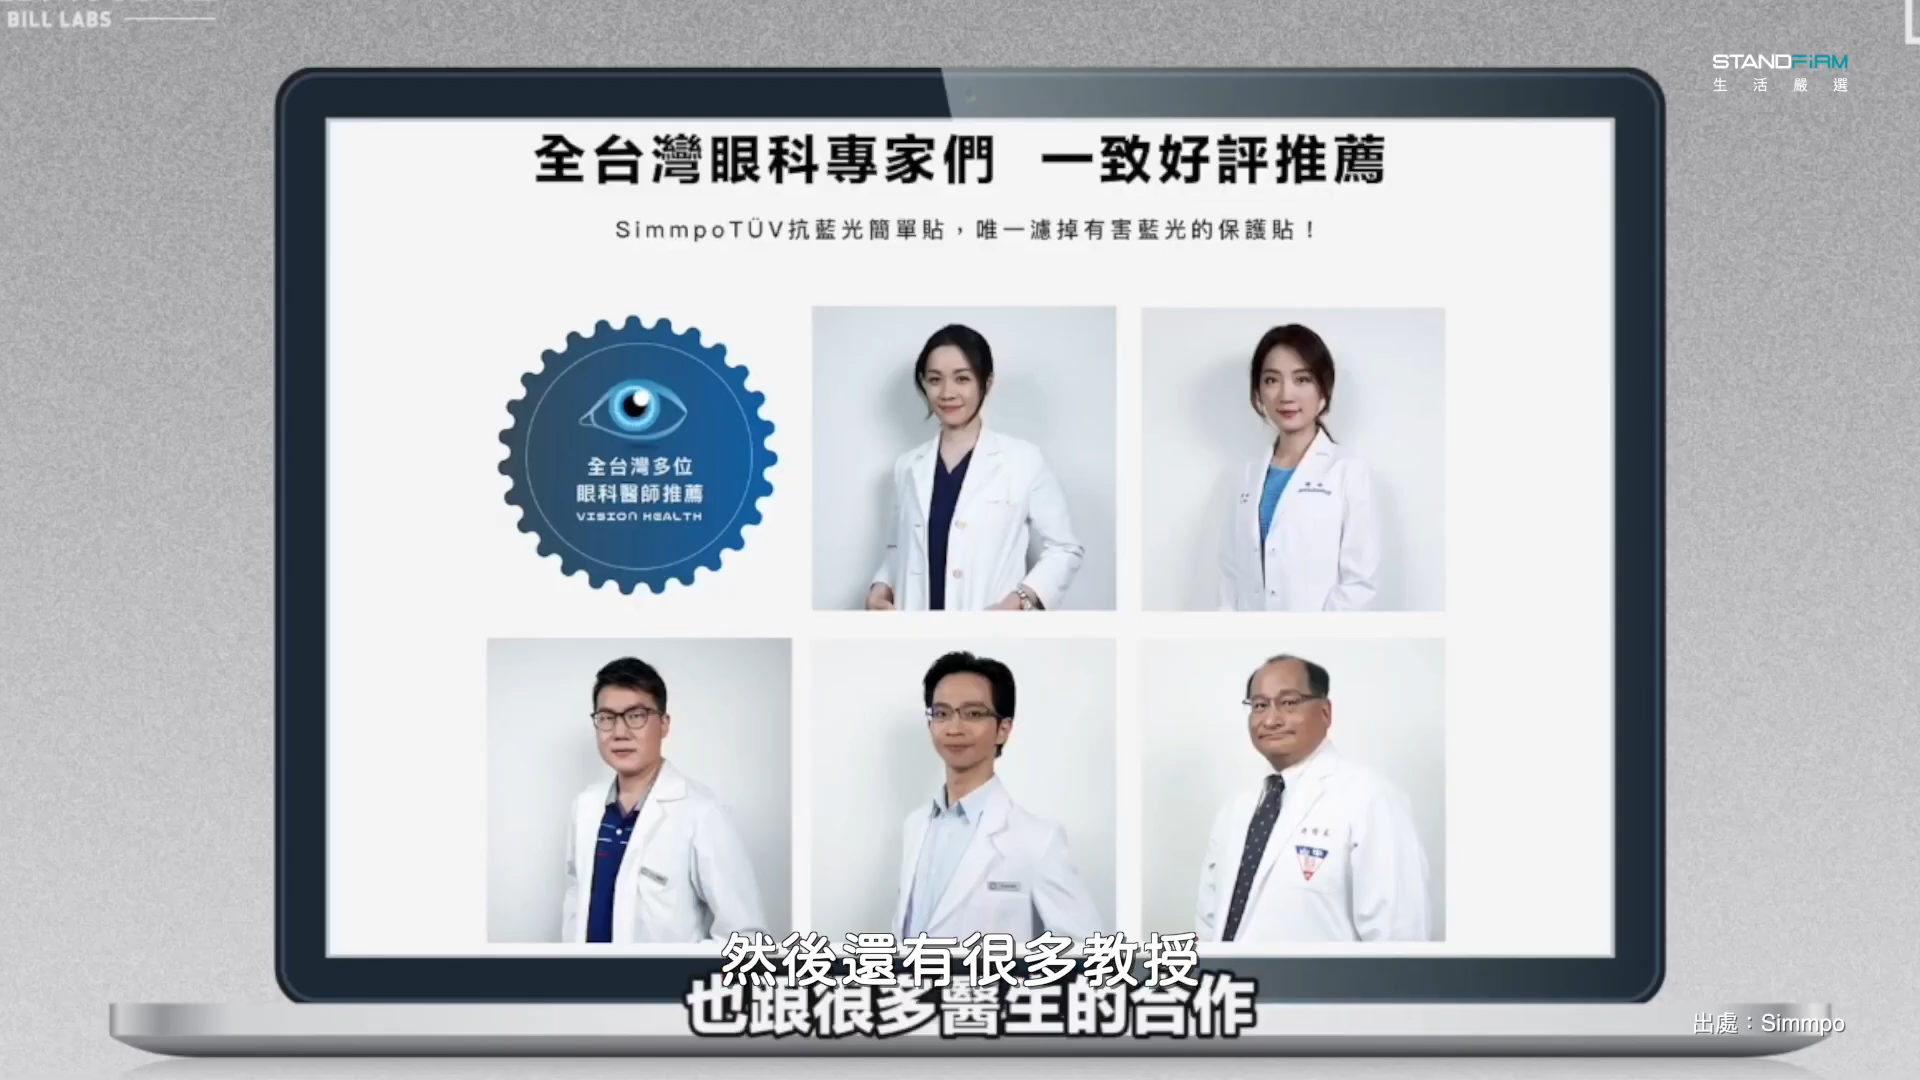 BILL LABS
STANDFiRM
生活嚴選
全台灣眼科專家們 一致好評推薦
SimmpoTÜV抗藍光簡單貼，唯一濾掉有害藍光的保護貼！
全台灣多位
眼科醫師推薦
VISION HEALTH
然後還有很多教授
也跟很多醫生的合作
出處：Simmpo